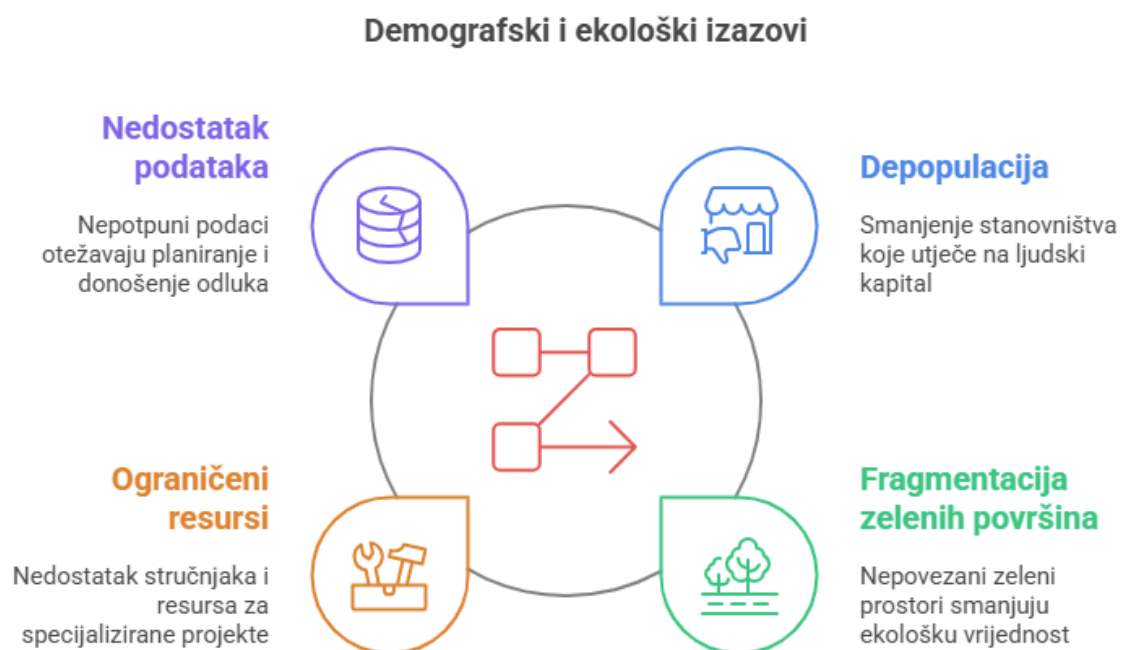 Demografski i ekološki izazovi
Nedostatak
podataka
Nepotpuni podaci
otežavaju planiranje i
donošenje odluka
Depopulacija
Smanjenje stanovništva
koje utječe na ljudski
kapital
Ograničeni
resursi
Nedostatak stručnjaka i
resursa za
specijalizirane projekte
Fragmentacija
zelenih površina
Nepovezani zeleni
prostori smanjuju
ekološku vrijednost